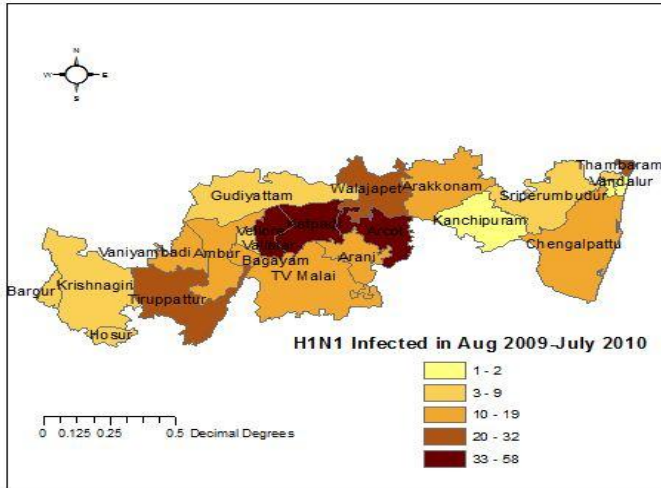 N
W E
S
Thambaram
Vandalur
Gudiyattam
Walajapet
Arakkonam
Sriperumbudur
Kanchipuram
Vellore
Arcot
Chengalpattu
Vaniyambadi
Ambur
Bagayam
Arani
TV Malai
Bargur
Krishnagiri
Tiruppattur
Hosur
H1N1 Infected in Aug 2009-July 2010
1 - 2
3 - 9
10 - 19
20 - 32
33 - 58
0 0.125 0.25 0.5 Decimal Degrees